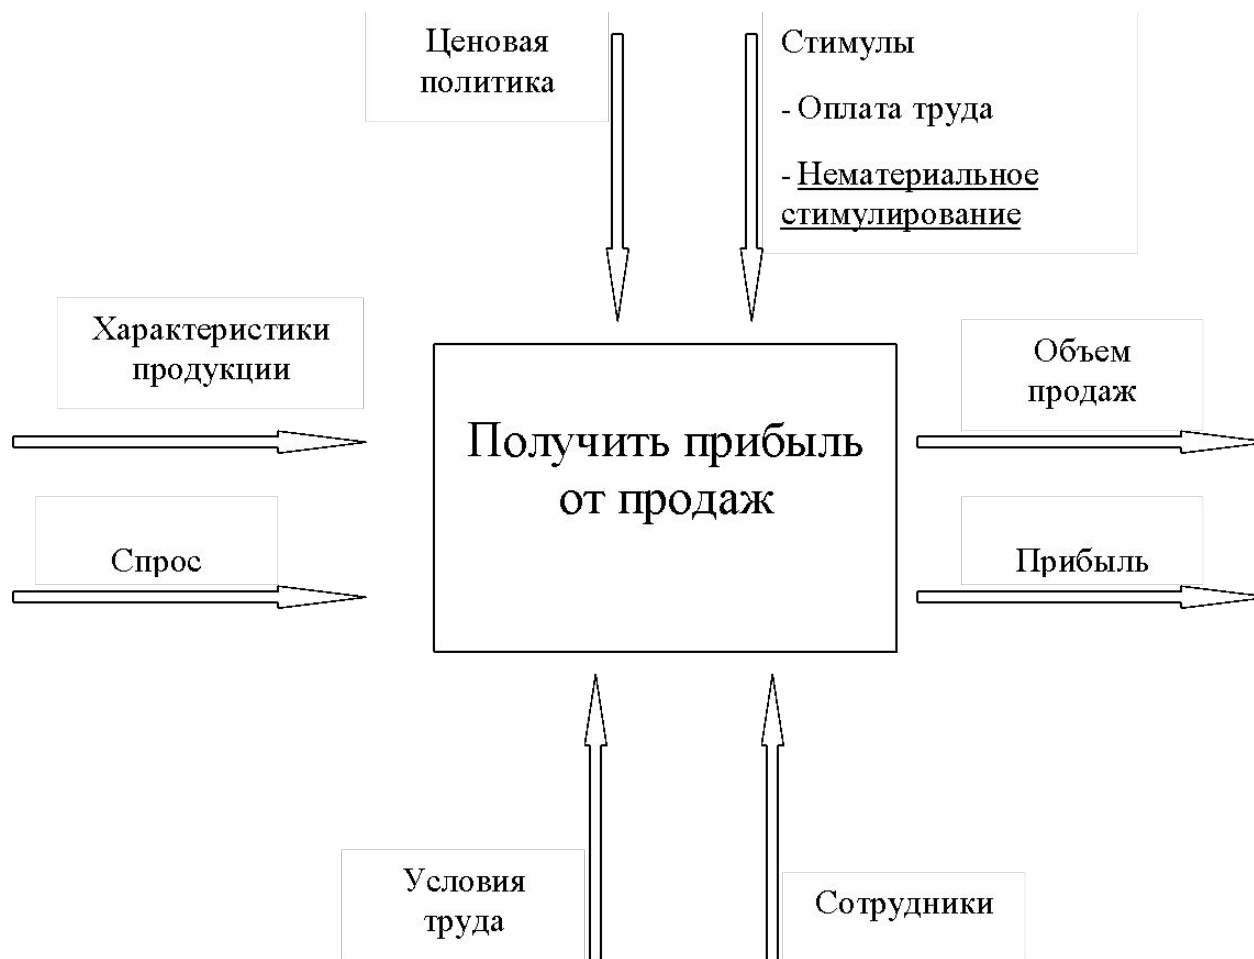 Ценовая
политика
Стимулы
- Оплата труда
- Нематериальное
стимулирование
Характеристики
продукции
Объем
продаж
Получить прибыль
от продаж
Спрос
Прибыль
Условия
труда
Сотрудники